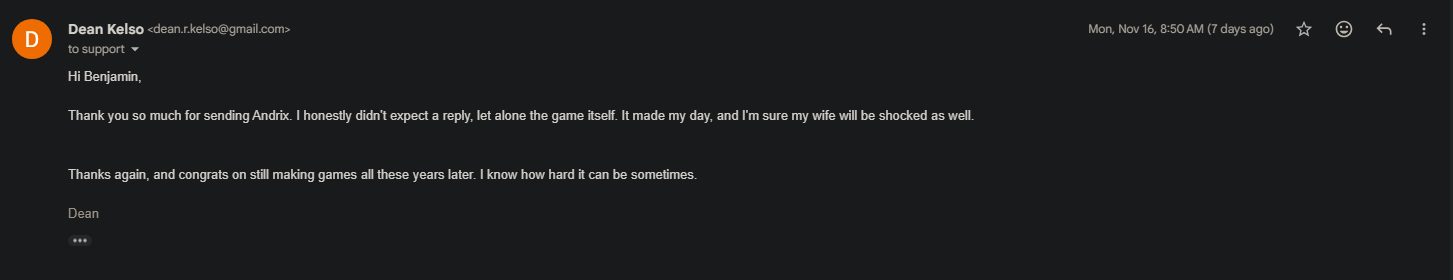 D
Dean Kelso <dean.r.kelso@gmail.com>
Mon, Nov 16, 8:50 AM (7 days ago)
to support
Hi Benjamin,
Thank you so much for sending Andrix. I honestly didn't expect a reply, let alone the game itself. It made my day, and I'm sure my wife will be shocked as well.
Thanks again, and congrats on still making games all these years later. I know how hard it can be sometimes.
Dean